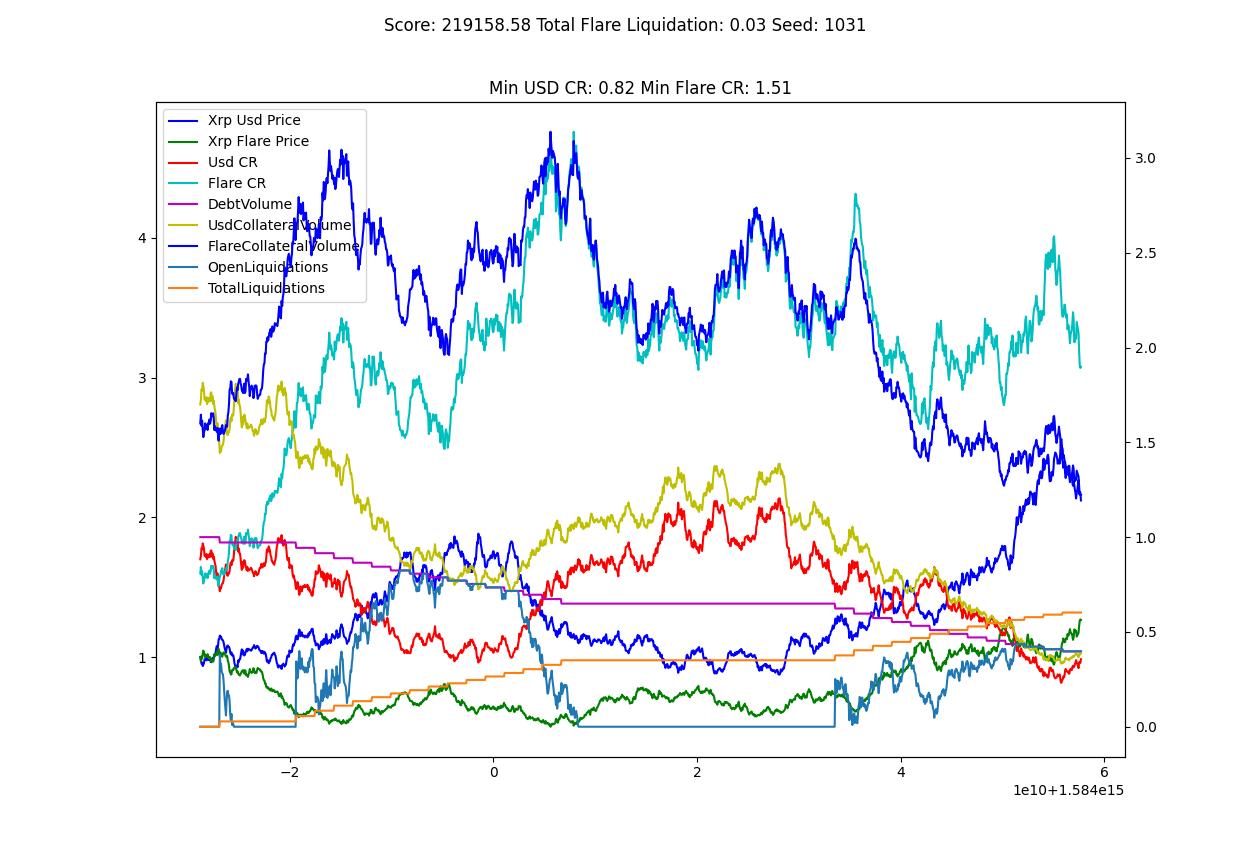 Score: 219158.58 Total Flare Liquidation: 0.03 Seed: 1031
Min USD CR: 0.82 Min Flare CR: 1.51
Xrp Usd Price
Xrp Flare Price
Usd CR
Flare CR
DebtVolume
UsdCollateralVolume
FlareCollateralVolume
OpenLiquidations
TotalLiquidations
4
3
2
1
3.0
2.5
2.0
1.5
1.0
0.5
0.0
−2
0
2
4
6
1e10+1.584e15